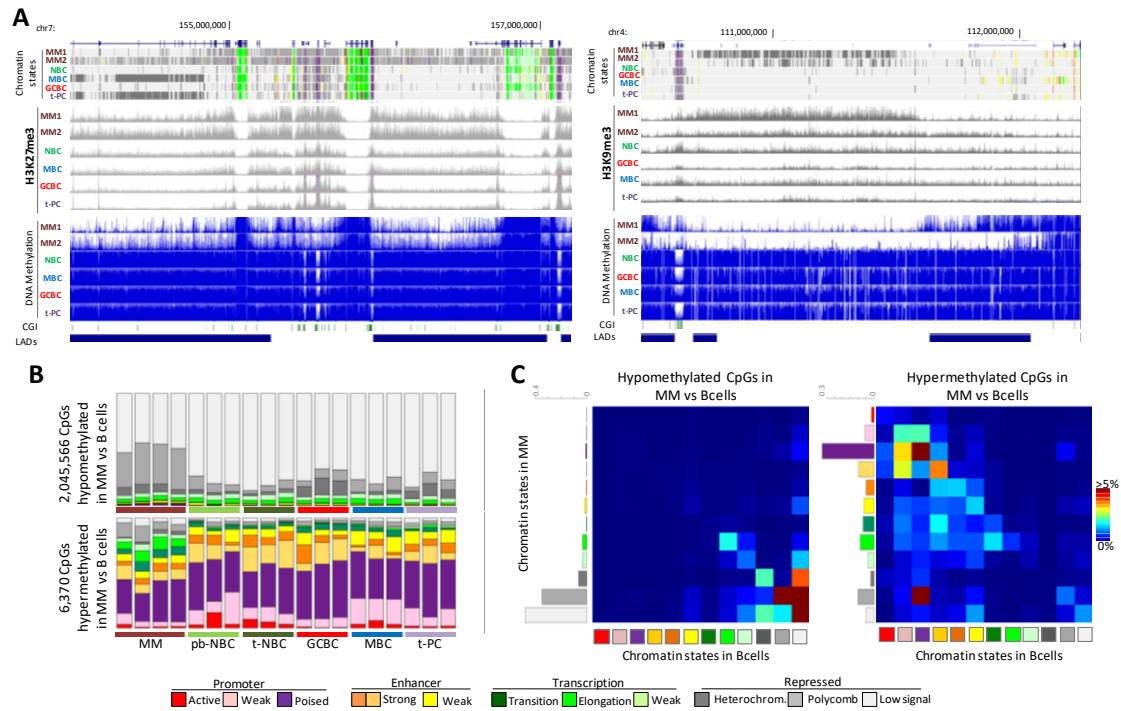 A
chr7:
155,000,000
157,000,000
Chromatin states
MM1
MM2
NBC
MBC
GCBC
t-PC
H3K27me3
MM1
MM2
NBC
MBC
GCBC
t-PC
DNA Methylation
MM1
MM2
NBC
MBC
GCBC
t-PC
CGI
LADs
chr4:
111,000,000
112,000,000
Chromatin states
MM1
MM2
NBC
GCBC
MBC
t-PC
H3K9me3
MM1
MM2
NBC
GCBC
MBC
t-PC
DNA Methylation
MM1
MM2
NBC
GCBC
MBC
t-PC
CGI
LADs
B
2,045,566 CpGs
hypomethylated
in MM vs B cells
6,370 CpGs
hypermethylated
in MM vs B cells
MM pb-NBC t-NBC GCBC MBC t-PC
C
Hypomethylated CpGs in
MM vs Bcells
0.4
0
Chromatin states in MM
Chromatin states in Bcells
Hypermethylated CpGs in
MM vs Bcells
0.3
0
Chromatin states in Bcells
>5%
0%
Promoter Enhancer Transcription Repressed
Active Weak Poised Strong Weak Transition Elongation Weak Heterochrom. Polycomb Low signal